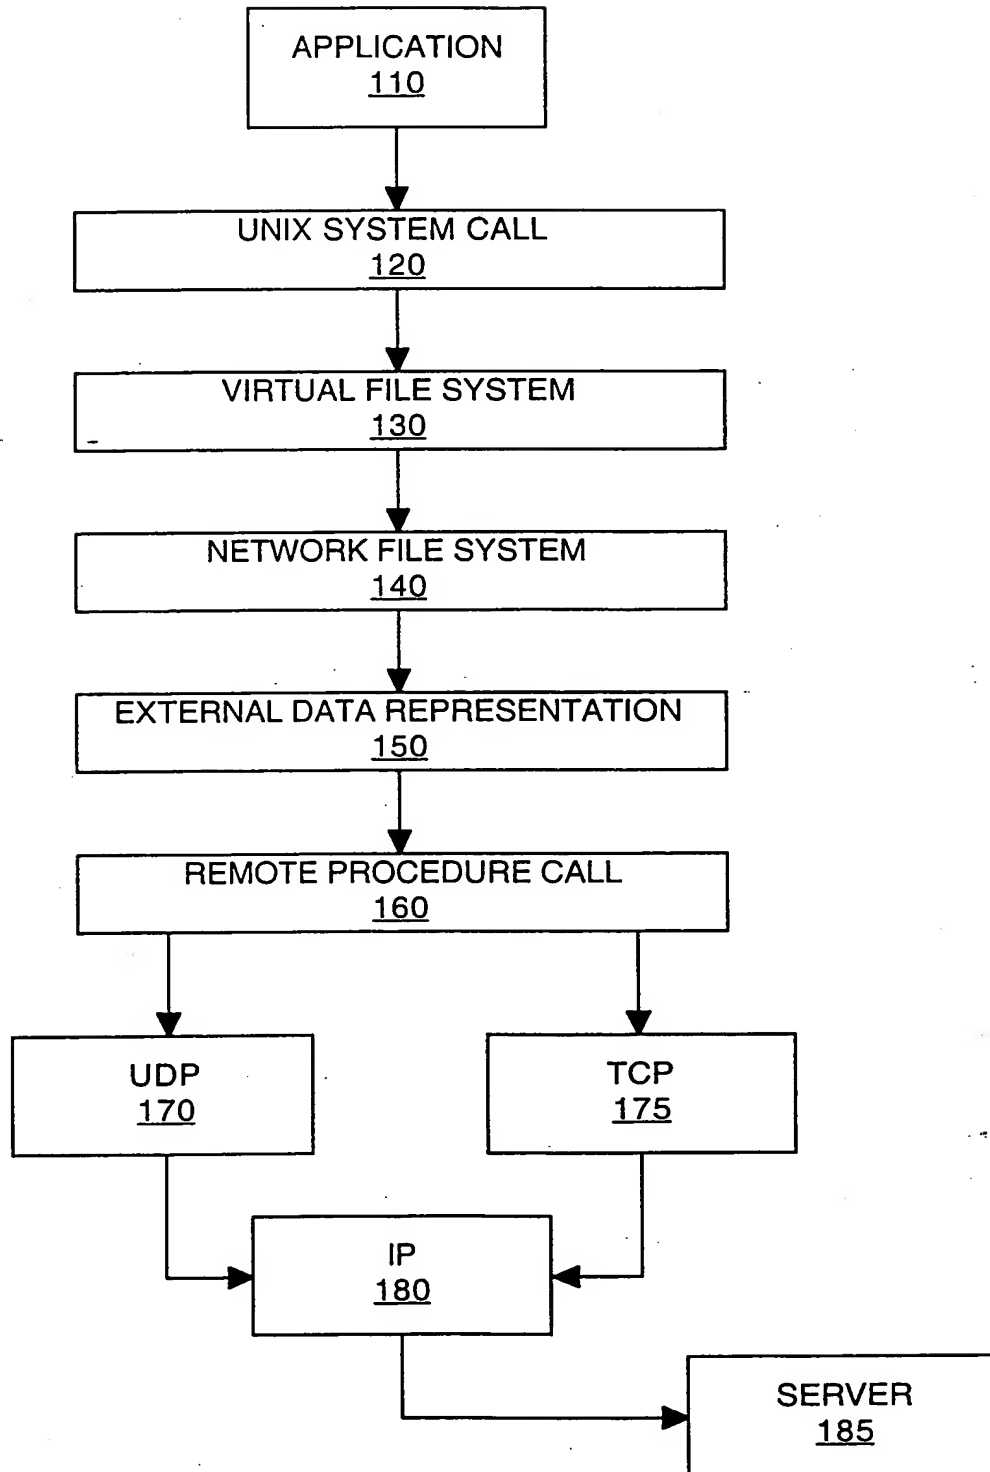 APPLICATION
110
UNIX SYSTEM CALL
120
VIRTUAL FILE SYSTEM
130
NETWORK FILE SYSTEM
140
EXTERNAL DATA REPRESENTATION
150
REMOTE PROCEDURE CALL
160
UDP
170
TCP
175
IP
180
SERVER
185